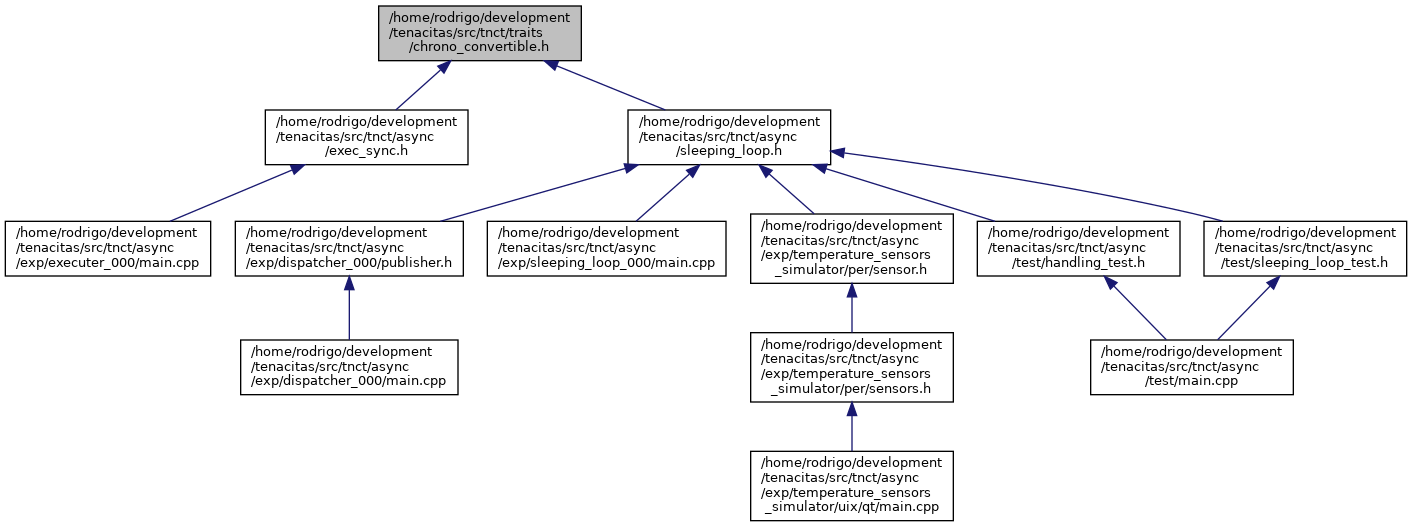 /home/rodrigo/development
/tenacitas/src/tnct/traits
/chrono_convertible.h
/home/rodrigo/development
/tenacitas/src/tnct/async
/exec_sync.h
/home/rodrigo/development
/tenacitas/src/tnct/async
/sleeping_loop.h
/home/rodrigo/development
/tenacitas/src/tnct/async
/exp/executer_000/main.cpp
/home/rodrigo/development
/tenacitas/src/tnct/async
/exp/dispatcher_000/publisher.h
/home/rodrigo/development
/tenacitas/src/tnct/async
/exp/sleeping_loop_000/main.cpp
/home/rodrigo/development
/tenacitas/src/tnct/async
/exp/temperature_sensors
_simulator/per/sensor.h
/home/rodrigo/development
/tenacitas/src/tnct/async
/test/handling_test.h
/home/rodrigo/development
/tenacitas/src/tnct/async
/test/sleeping_loop_test.h
/home/rodrigo/development
/tenacitas/src/tnct/async
/exp/dispatcher_000/main.cpp
/home/rodrigo/development
/tenacitas/src/tnct/async
/exp/temperature_sensors
_simulator/per/sensors.h
/home/rodrigo/development
/tenacitas/src/tnct/async
/test/main.cpp
/home/rodrigo/development
/tenacitas/src/tnct/async
/exp/temperature_sensors
_simulator/uix/qt/main.cpp